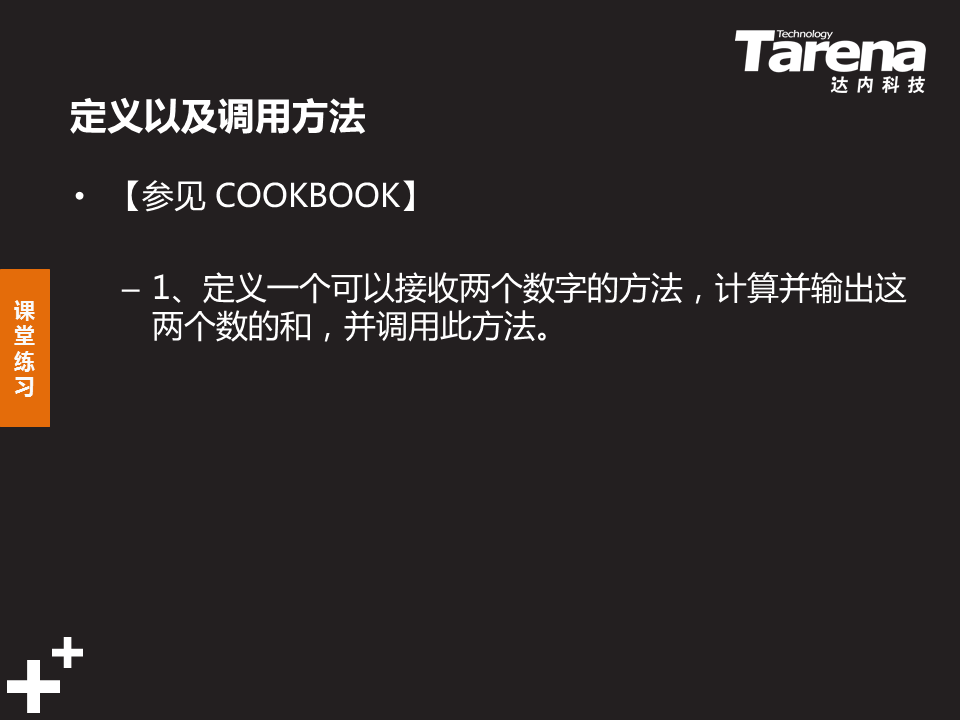 Technology
Tarena
达内科技
定义以及调用方法
• 【参见 COOKBOOK】
– 1、定义一个可以接收两个数字的方法，计算并输出这
两个数的和，并调用此方法。
课
堂
练
习